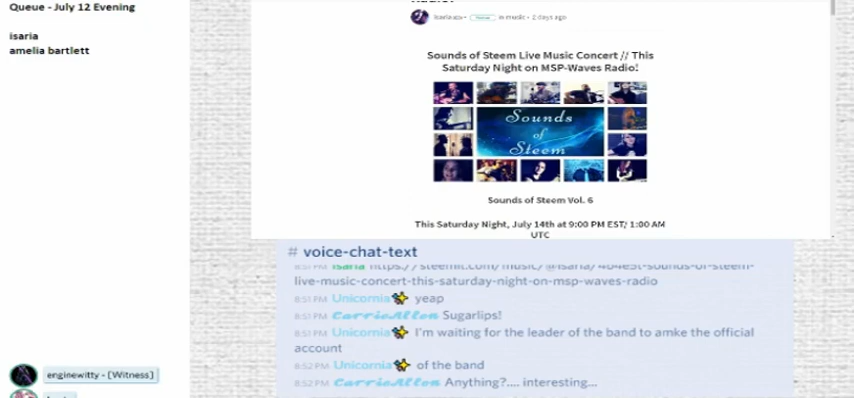 Queue - July 12 Evening
isaria
amelia bartlett
in music • 2 days ago
Sounds of Steem Live Music Concert // This
Saturday Night on MSP-Waves Radio!
Sounds
of
Steem
Sounds of Steem Vol. 6
This Saturday Night, July 14th at 9:00 PM EST/ 1:00 AM
UTC
# voice-chat-text
8:51 PM isaria https://steemit.com/music/@isaria/4b4e5t-sounds-of-steem-
live-music-concert-this-saturday-night-on-msp-waves-radio
8:51 PM Unicornia✨ yeap
8:51 PM CarrieAllen Sugarlips!
8:51 PM Unicornia✨ I'm waiting for the leader of the band to amke the official
account
8:52 PM Unicornia✨ of the band
8:52 PM CarrieAllen Anything?.... interesting...
enginewitty - [Witness]